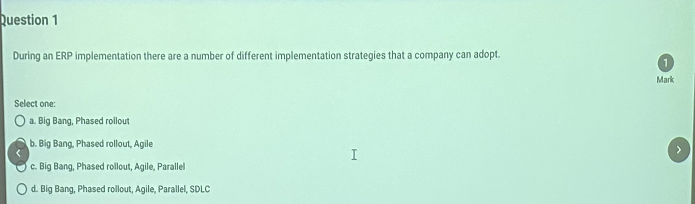 Question 1
During an ERP implementation there are a number of different implementation strategies that a company can adopt.
1
Mark
Select one:
a. Big Bang, Phased rollout
b. Big Bang, Phased rollout, Agile
c. Big Bang, Phased rollout, Agile, Parallel
d. Big Bang, Phased rollout, Agile, Parallel, SDLC